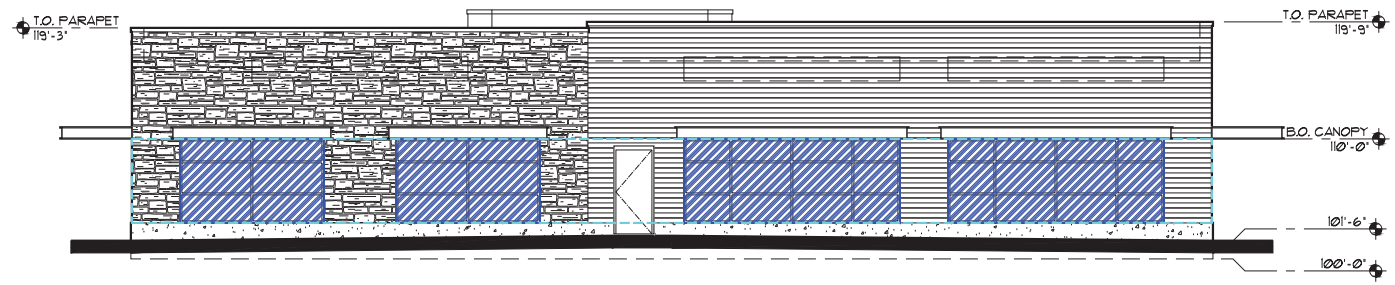 T.O. PARAPET
119'-3"
T.O. PARAPET
119'-9"
B.O. CANOPY
110'-0"
101'-6"
100'-0"